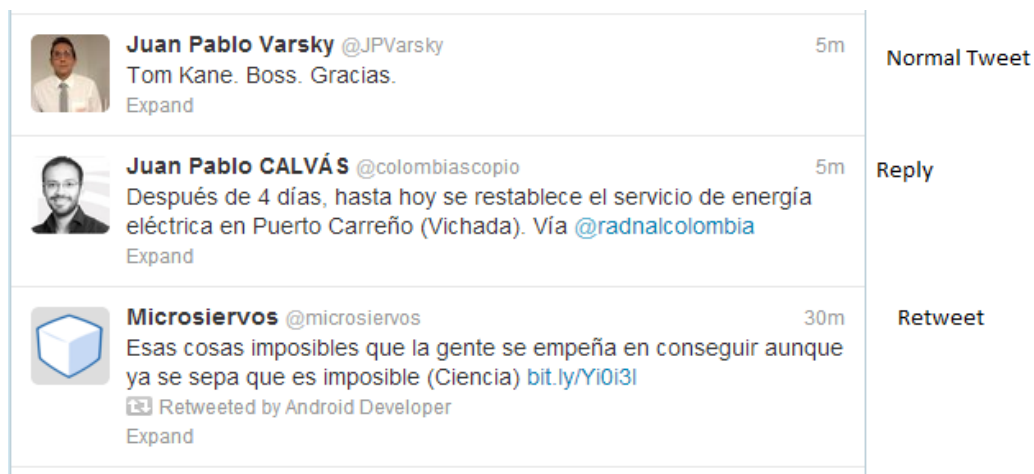 Juan Pablo Varsky @JPVarsky 5m
Normal Tweet
Tom Kane. Boss. Gracias.
Expand
Juan Pablo CALVÁS @colombiascopio 5m
Reply
Después de 4 días, hasta hoy se restablece el servicio de energía
eléctrica en Puerto Carreño (Vichada). Vía @radnalcolombia
Expand
Microsiervos @microsiervos 30m
Retweet
Esas cosas imposibles que la gente se empeña en conseguir aunque
ya se sepa que es imposible (Ciencia) bit.ly/Yi0i3l
Retweeted by Android Developer
Expand